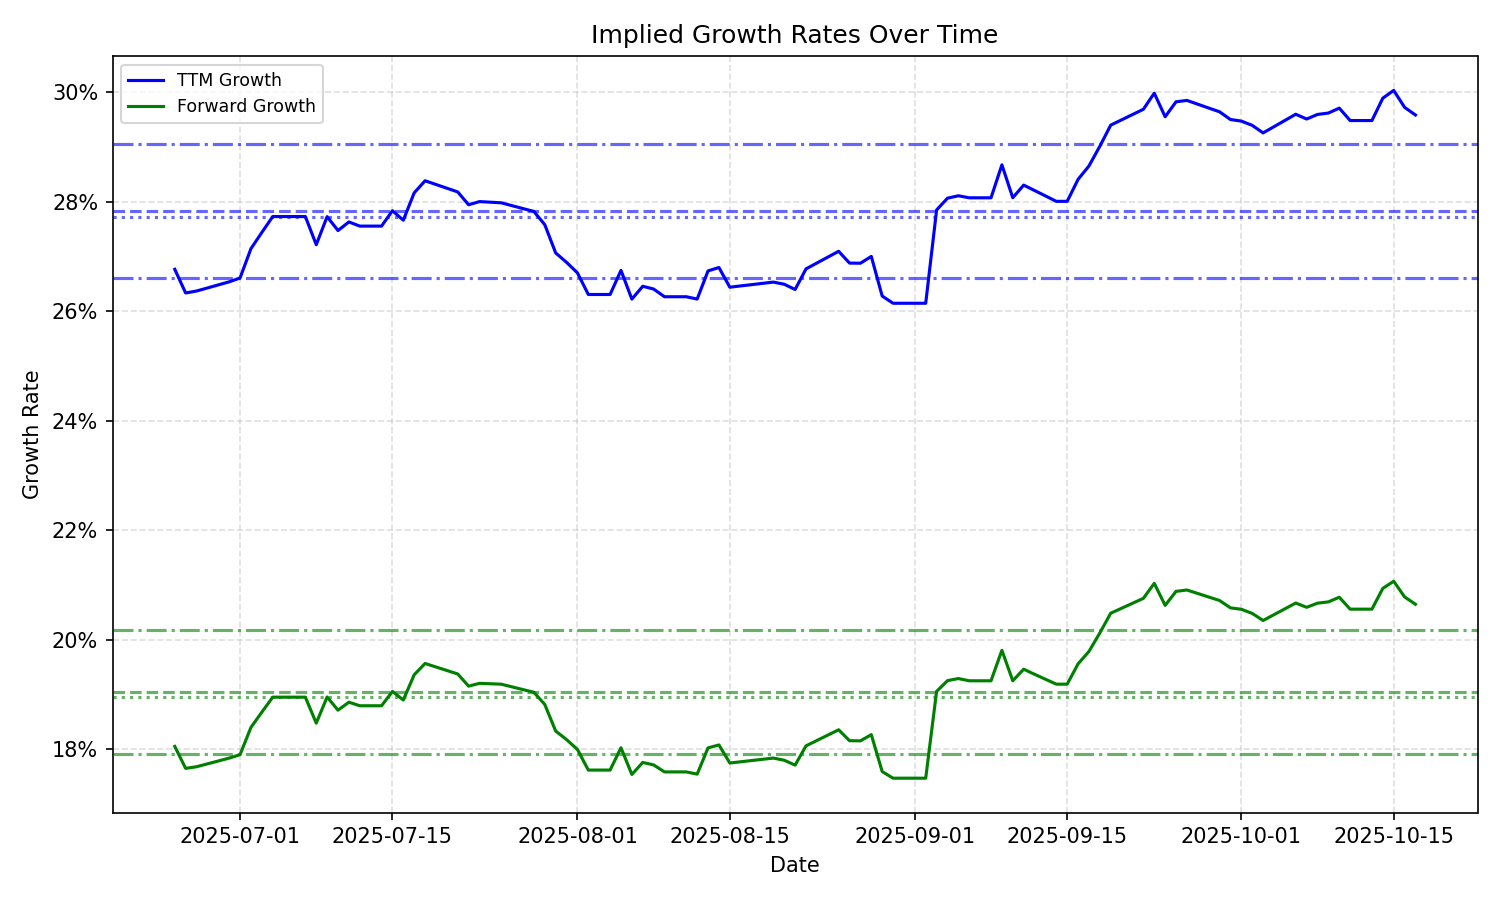 Implied Growth Rates Over Time
TTM Growth
Forward Growth
30%
28%
26%
24%
22%
20%
18%
Growth Rate
2025-07-01 2025-07-15 2025-08-01 2025-08-15 2025-09-01 2025-09-15 2025-10-01 2025-10-15
Date